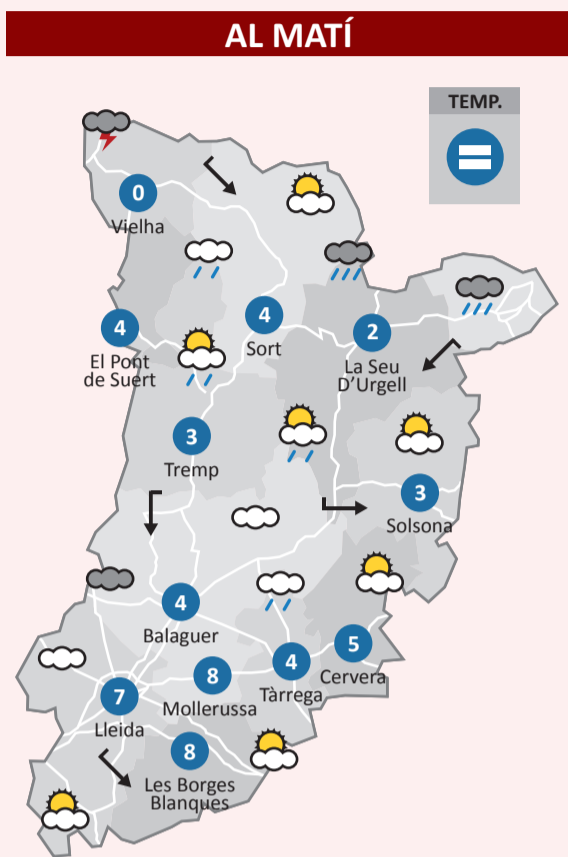 AL MATÍ
TEMP.
0
Vielha
4
El Pont
de Suert
4
Sort
2
La Seu
D'Urgell
3
Tremp
3
Solsona
4
Balaguer
5
Cervera
4
Tàrrega
8
Mollerussa
7
Lleida
8
Les Borges
Blanques